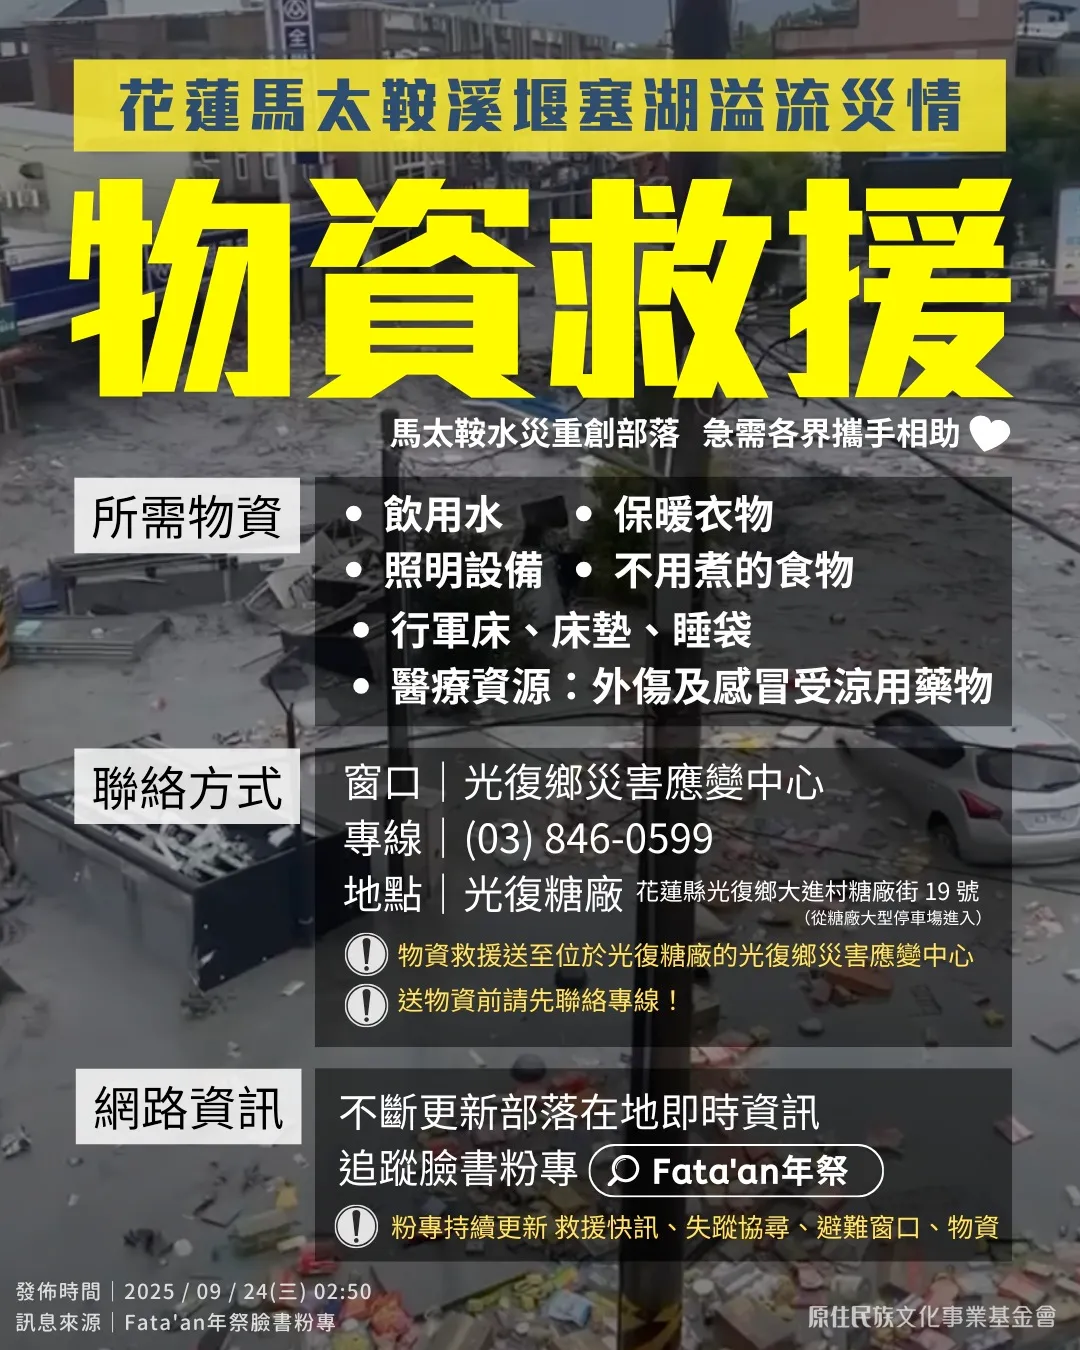 全
花蓮馬太鞍溪堰塞湖溢流災情
物資救援
馬太鞍水災重創部落 急需各界攜手相助
所需物資
• 飲用水 • 保暖衣物
• 照明設備 • 不用煮的食物
• 行軍床、床墊、睡袋
• 醫療資源：外傷及感冒受涼用藥物
聯絡方式
窗口｜光復鄉災害應變中心
專線｜(03) 846-0599
地點｜光復糖廠 花蓮縣光復鄉大進村糖廠街 19 號
（從糖廠大型停車場進入）
物資救援送至位於光復糖廠的光復鄉災害應變中心
送物資前請先聯絡專線！
網路資訊
不斷更新部落在地即時資訊
追蹤臉書粉專 Fata'an年祭
粉專持續更新 救援快訊、失蹤協尋、避難窗口、物資
發佈時間｜2025 / 09 / 24(三) 02:50
訊息來源｜Fata'an年祭臉書粉專
原住民族文化事業基金會